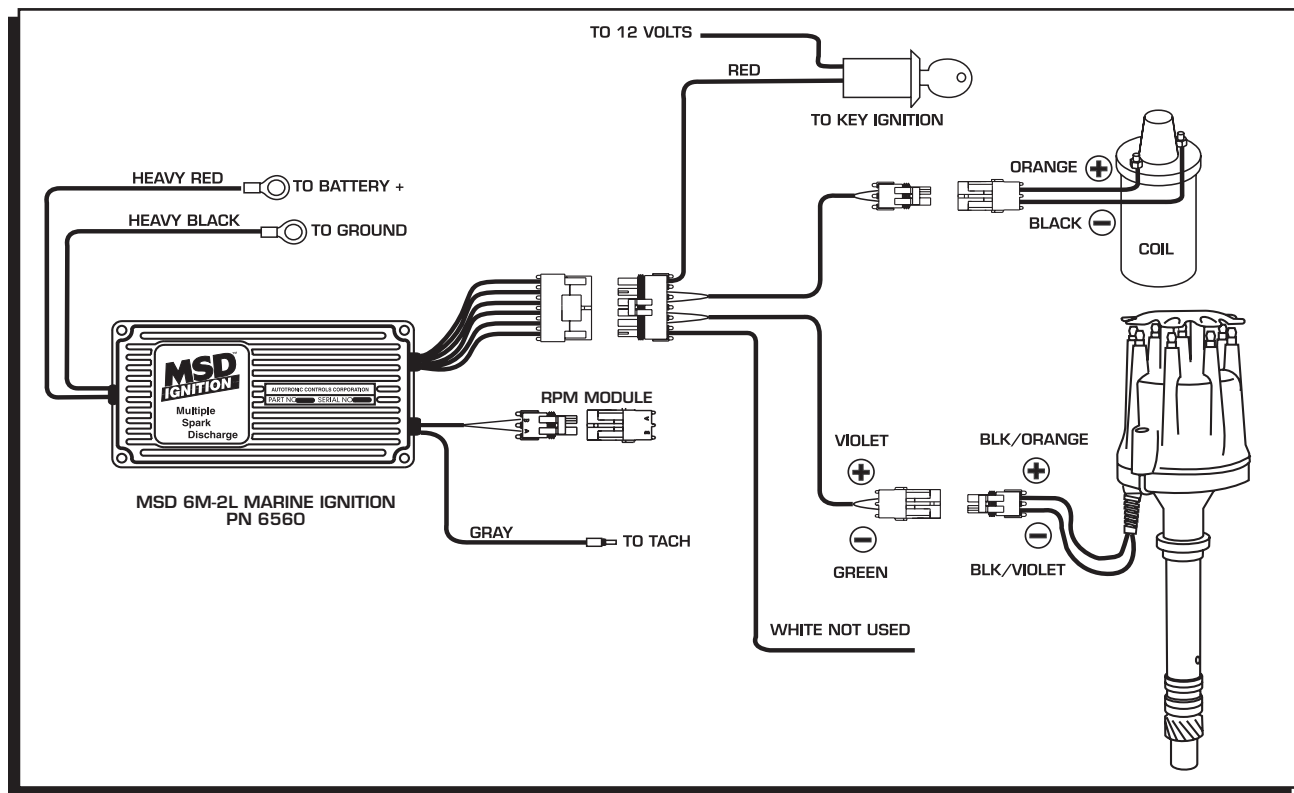 TO 12 VOLTS
RED
TO KEY IGNITION
HEAVY RED
TO BATTERY +
HEAVY BLACK
TO GROUND
ORANGE +
BLACK −
COIL
MSD
IGNITION
Multiple
Spark
Discharge
AUTOTRONIC CONTROLS CORPORATION
PART NO SERIAL NO
RPM MODULE
B
A
A
B
MSD 6M-2L MARINE IGNITION
PN 6560
GRAY
TO TACH
VIOLET
+
−
GREEN
BLK/ORANGE
+
−
BLK/VIOLET
WHITE NOT USED